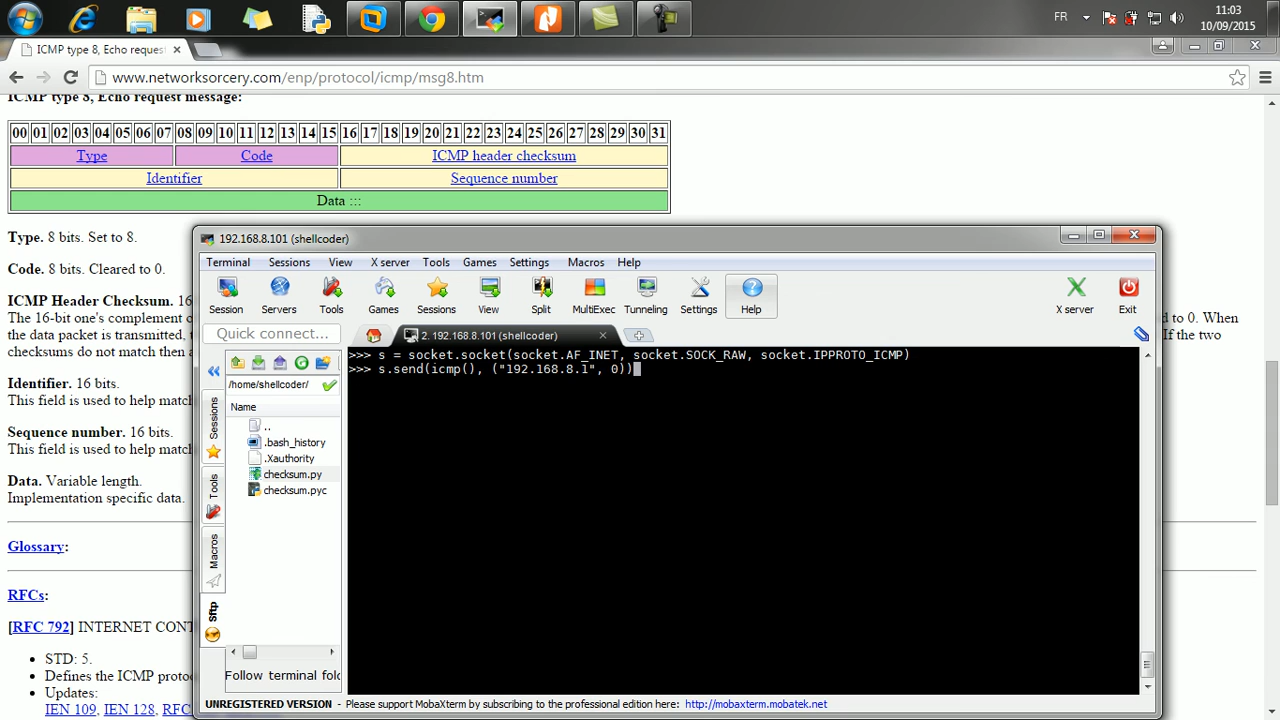 FR
11:03
10/09/2015
ICMP type 8, Echo reques
www.networksorcery.com/enp/protocol/icmp/msg8.htm
ICMP type 8, Echo request message:
00 01 02 03 04 05 06 07 08 09 10 11 12 13 14 15 16 17 18 19 20 21 22 23 24 25 26 27 28 29 30 31
Type Code ICMP header checksum
Identifier Sequence number
Data :::
Type. 8 bits. Set to 8.
Code. 8 bits. Cleared to 0.
ICMP Header Checksum. 16
The 16-bit one's complement o
d to 0. When
the data packet is transmitted, t
If the two
checksums do not match then a
Identifier. 16 bits.
This field is used to help matc
Sequence number. 16 bits.
This field is used to help matc
Data. Variable length.
Implementation specific data.
Glossary:
RFCs:
[RFC 792] INTERNET CONT
STD: 5.
Defines the ICMP proto
Updates:
IEN 109, IEN 128, RFC
192.168.8.101 (shellcoder)
Terminal Sessions View X server Tools Games Settings Macros Help
Session Servers Tools Games Sessions View Split MultiExec Tunneling Settings Help X server Exit
Quick connect...
2. 192.168.8.101 (shellcoder)
/home/shellcoder/
Name
..
.bash_history
.Xauthority
checksum.py
checksum.pyc
Sessions
Tools
Macros
Sftp
Follow terminal fold
>>> s = socket.socket(socket.AF_INET, socket.SOCK_RAW, socket.IPPROTO_ICMP)
>>> s.send(icmp(), ("192.168.8.1", 0))
UNREGISTERED VERSION - Please support MobaXterm by subscribing to the professional edition here: http://mobaxterm.mobatek.net